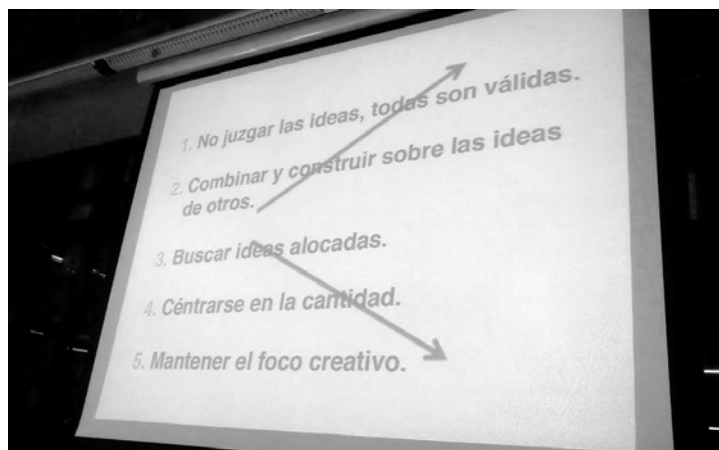 1. No juzgar las ideas, todas son válidas.
2. Combinar y construir sobre las ideas
de otros.
3. Buscar ideas alocadas.
4. Céntrarse en la cantidad.
5. Mantener el foco creativo.